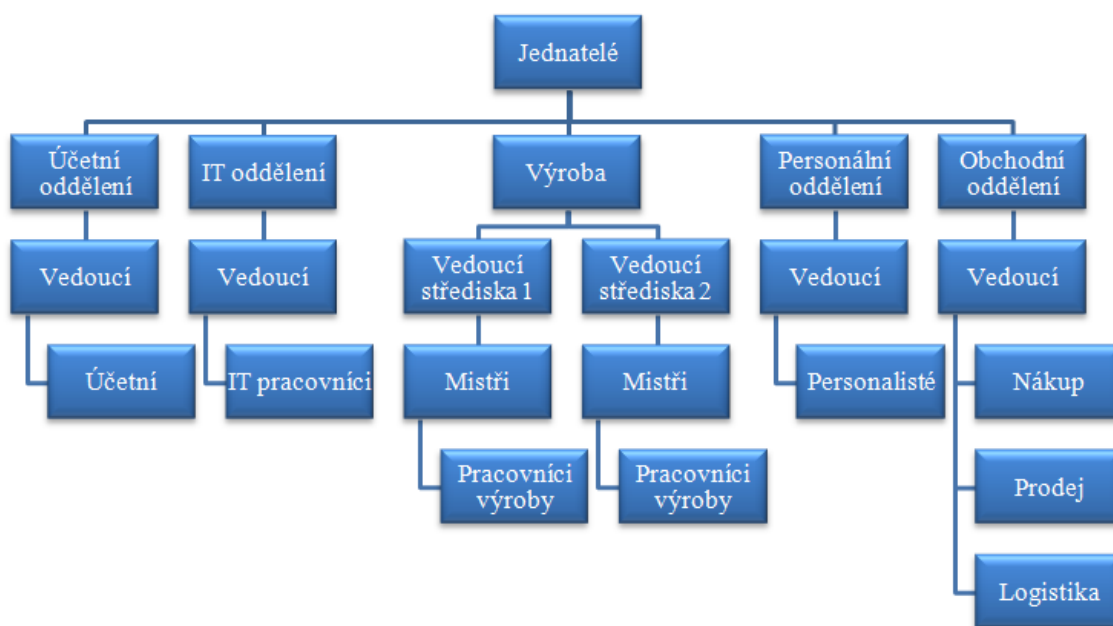 Jednatelé
Účetní
oddělení
IT oddělení
Výroba
Personální
oddělení
Obchodní
oddělení
Vedoucí
Vedoucí
Vedoucí
střediska 1
Vedoucí
střediska 2
Vedoucí
Vedoucí
Účetní
IT pracovníci
Mistři
Mistři
Personalisté
Nákup
Pracovníci
výroby
Pracovníci
výroby
Prodej
Logistika